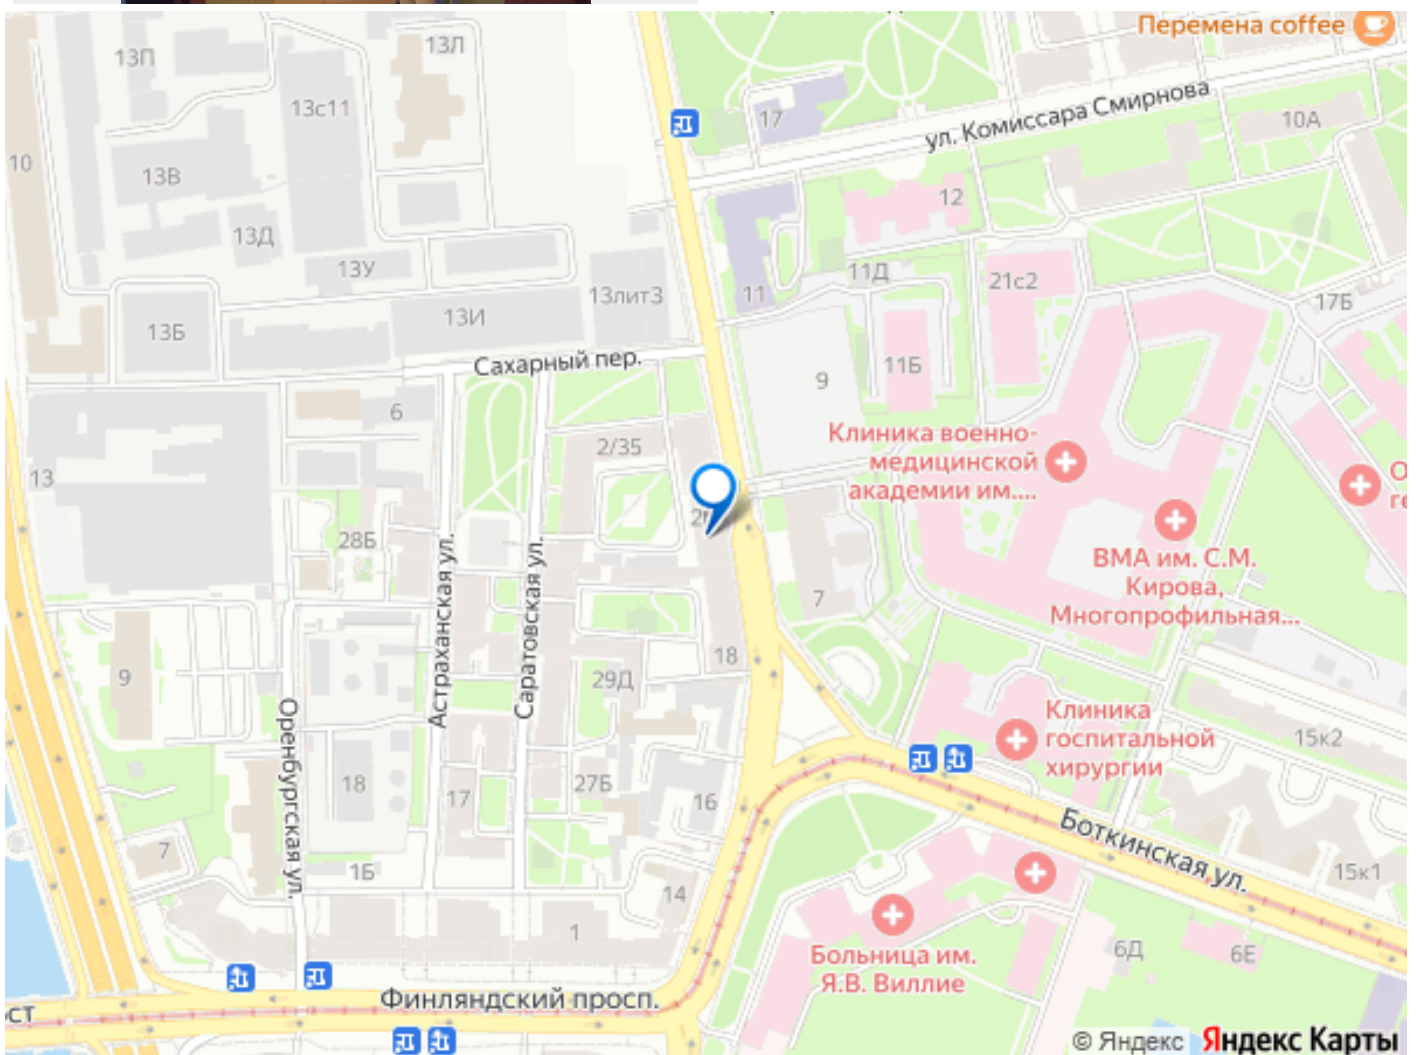 Перемена coffee
13П
13Л
13с11
17
ул. Комиссара Смирнова
10А
10
13В
12
13Д
13У
11Д
21с2
13лит3
11
17Б
13Б
13И
Сахарный пер.
11Б
9
6
2/35
Клиника военно-
медицинской
академии им....
13
28Б
ВМА им. С.М.
Кирова,
Многопрофильная...
Астраханская ул.
Саратовская ул.
7
18
9
29Д
Оренбургская ул.
Клиника
госпитальной
хирургии
15к2
18
17
27Б
16
Боткинская ул.
7
1Б
14
15к1
1
Больница им.
Я.В. Виллие
6Д
6Е
Финляндский просп.
© Яндекс Яндекс Карты